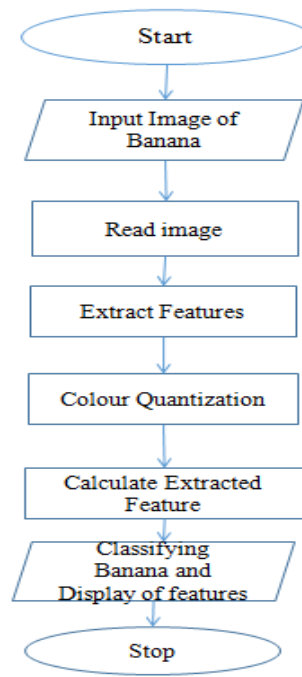 Start
Input Image of
Banana
Read image
Extract Features
Colour Quantization
Calculate Extracted
Feature
Classifying
Banana and
Display of features
Stop